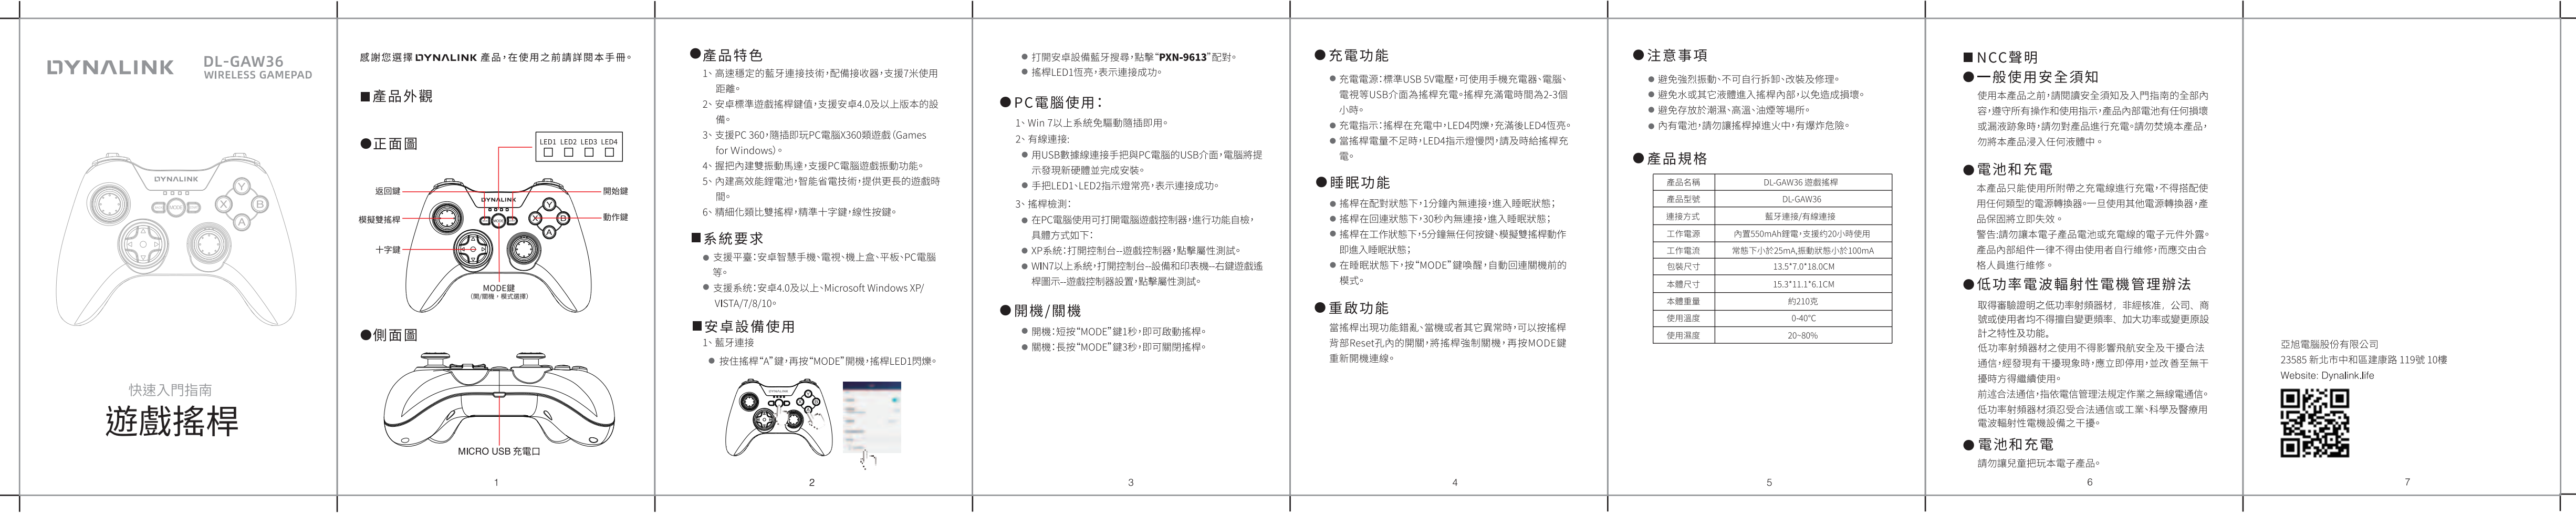 DYNALINK
DL-GAW36
WIRELESS GAMEPAD
DYNALINK
MODE
Y
X
B
A
快速入門指南
遊戲搖桿
感謝您選擇 DYNALINK 產品,在使用之前請詳閱本手冊。
■產品外觀
●正面圖
LED1 LED2 LED3 LED4
返回鍵
開始鍵
模擬雙搖桿
動作鍵
十字鍵
DYNALINK
MODE
Y
X
B
A
MODE鍵
(開/關機,模式選擇)
●側面圖
MICRO USB 充電口
1
●產品特色
1、高速穩定的藍牙連接技術,配備接收器,支援7米使用
距離。
2、安卓標準遊戲搖桿鍵值,支援安卓4.0及以上版本的設
備。
3、支援PC 360,隨插即玩PC電腦X360類遊戲(Games
for Windows)。
4、握把內建雙振動馬達,支援PC電腦遊戲振動功能。
5、內建高效能鋰電池,智能省電技術,提供更長的遊戲時
間。
6、精細化類比雙搖桿,精準十字鍵,線性按鍵。
■系統要求
● 支援平臺:安卓智慧手機、電視、機上盒、平板、PC電腦
等。
● 支援系統:安卓4.0及以上、Microsoft Windows XP/
VISTA/7/8/10。
■安卓設備使用
1、藍牙連接
● 按住搖桿“A”鍵,再按“MODE”開機,搖桿LED1閃爍。
2
● 打開安卓設備藍牙搜尋,點擊“PXN-9613”配對。
● 搖桿LED1恆亮,表示連接成功。
●PC電腦使用:
1、Win 7以上系統免驅動隨插即用。
2、有線連接:
● 用USB數據線連接手把與PC電腦的USB介面,電腦將提
示發現新硬體並完成安裝。
● 手把LED1、LED2指示燈常亮,表示連接成功。
3、搖桿檢測:
● 在PC電腦使用可打開電腦遊戲控制器,進行功能自檢,
具體方式如下:
● XP系統:打開控制台--遊戲控制器,點擊屬性測試。
● WIN7以上系統,打開控制台--設備和印表機--右鍵遊戲遙
桿圖示--遊戲控制器設置,點擊屬性測試。
●開機/關機
● 開機:短按“MODE”鍵1秒,即可啟動搖桿。
● 關機:長按“MODE”鍵3秒,即可關閉搖桿。
3
●充電功能
● 充電電源:標準USB 5V電壓,可使用手機充電器、電腦、
電視等USB介面為搖桿充電。搖桿充滿電時間為2-3個
小時。
● 充電指示:搖桿在充電中,LED4閃爍,充滿後LED4恆亮。
● 當搖桿電量不足時,LED4指示燈慢閃,請及時給搖桿充
電。
●睡眠功能
● 搖桿在配對狀態下,1分鐘內無連接,進入睡眠狀態;
● 搖桿在回連狀態下,30秒內無連接,進入睡眠狀態;
● 搖桿在工作狀態下,5分鐘無任何按鍵、模擬雙搖桿動作
即進入睡眠狀態;
● 在睡眠狀態下,按“MODE”鍵喚醒,自動回連關機前的
模式。
●重啟功能
當搖桿出現功能錯亂、當機或者其它異常時,可以按搖桿
背部Reset孔內的開關,將搖桿強制關機,再按MODE鍵
重新開機連線。
4
●注意事項
● 避免強烈振動、不可自行拆卸、改裝及修理。
● 避免水或其它液體進入搖桿內部,以免造成損壞。
● 避免存放於潮濕、高溫、油煙等場所。
● 內有電池,請勿讓搖桿掉進火中,有爆炸危險。
●產品規格
產品名稱 DL-GAW36 遊戲搖桿
產品型號 DL-GAW36
連接方式 藍牙連接/有線連接
工作電源 內置550mAh鋰電,支援約20小時使用
工作電流 常態下小於25mA,振動狀態小於100mA
包裝尺寸 13.5*7.0*18.0CM
本體尺寸 15.3*11.1*6.1CM
本體重量 約210克
使用溫度 0-40℃
使用濕度 20~80%
5
■NCC聲明
●一般使用安全須知
使用本產品之前,請閱讀安全須知及入門指南的全部內
容,遵守所有操作和使用指示,產品內部電池有任何損壞
或漏液跡象時,請勿對產品進行充電。請勿焚燒本產品,
勿將本產品浸入任何液體中。
●電池和充電
本產品只能使用所附帶之充電線進行充電,不得搭配使
用任何類型的電源轉換器。一旦使用其他電源轉換器,產
品保固將立即失效。
警告:請勿讓本電子產品電池或充電線的電子元件外露。
產品內部組件一律不得由使用者自行維修,而應交由合
格人員進行維修。
●低功率電波輻射性電機管理辦法
取得審驗證明之低功率射頻器材,非經核准,公司、商
號或使用者均不得擅自變更頻率、加大功率或變更原設
計之特性及功能。
低功率射頻器材之使用不得影響飛航安全及干擾合法
通信,經發現有干擾現象時,應立即停用,並改善至無干
擾時方得繼續使用。
前述合法通信,指依電信管理法規定作業之無線電通信。
低功率射頻器材須忍受合法通信或工業、科學及醫療用
電波輻射性電機設備之干擾。
●電池和充電
請勿讓兒童把玩本電子產品。
6
亞旭電腦股份有限公司
23585 新北市中和區建康路 119號 10樓
Website: Dynalink.life
7